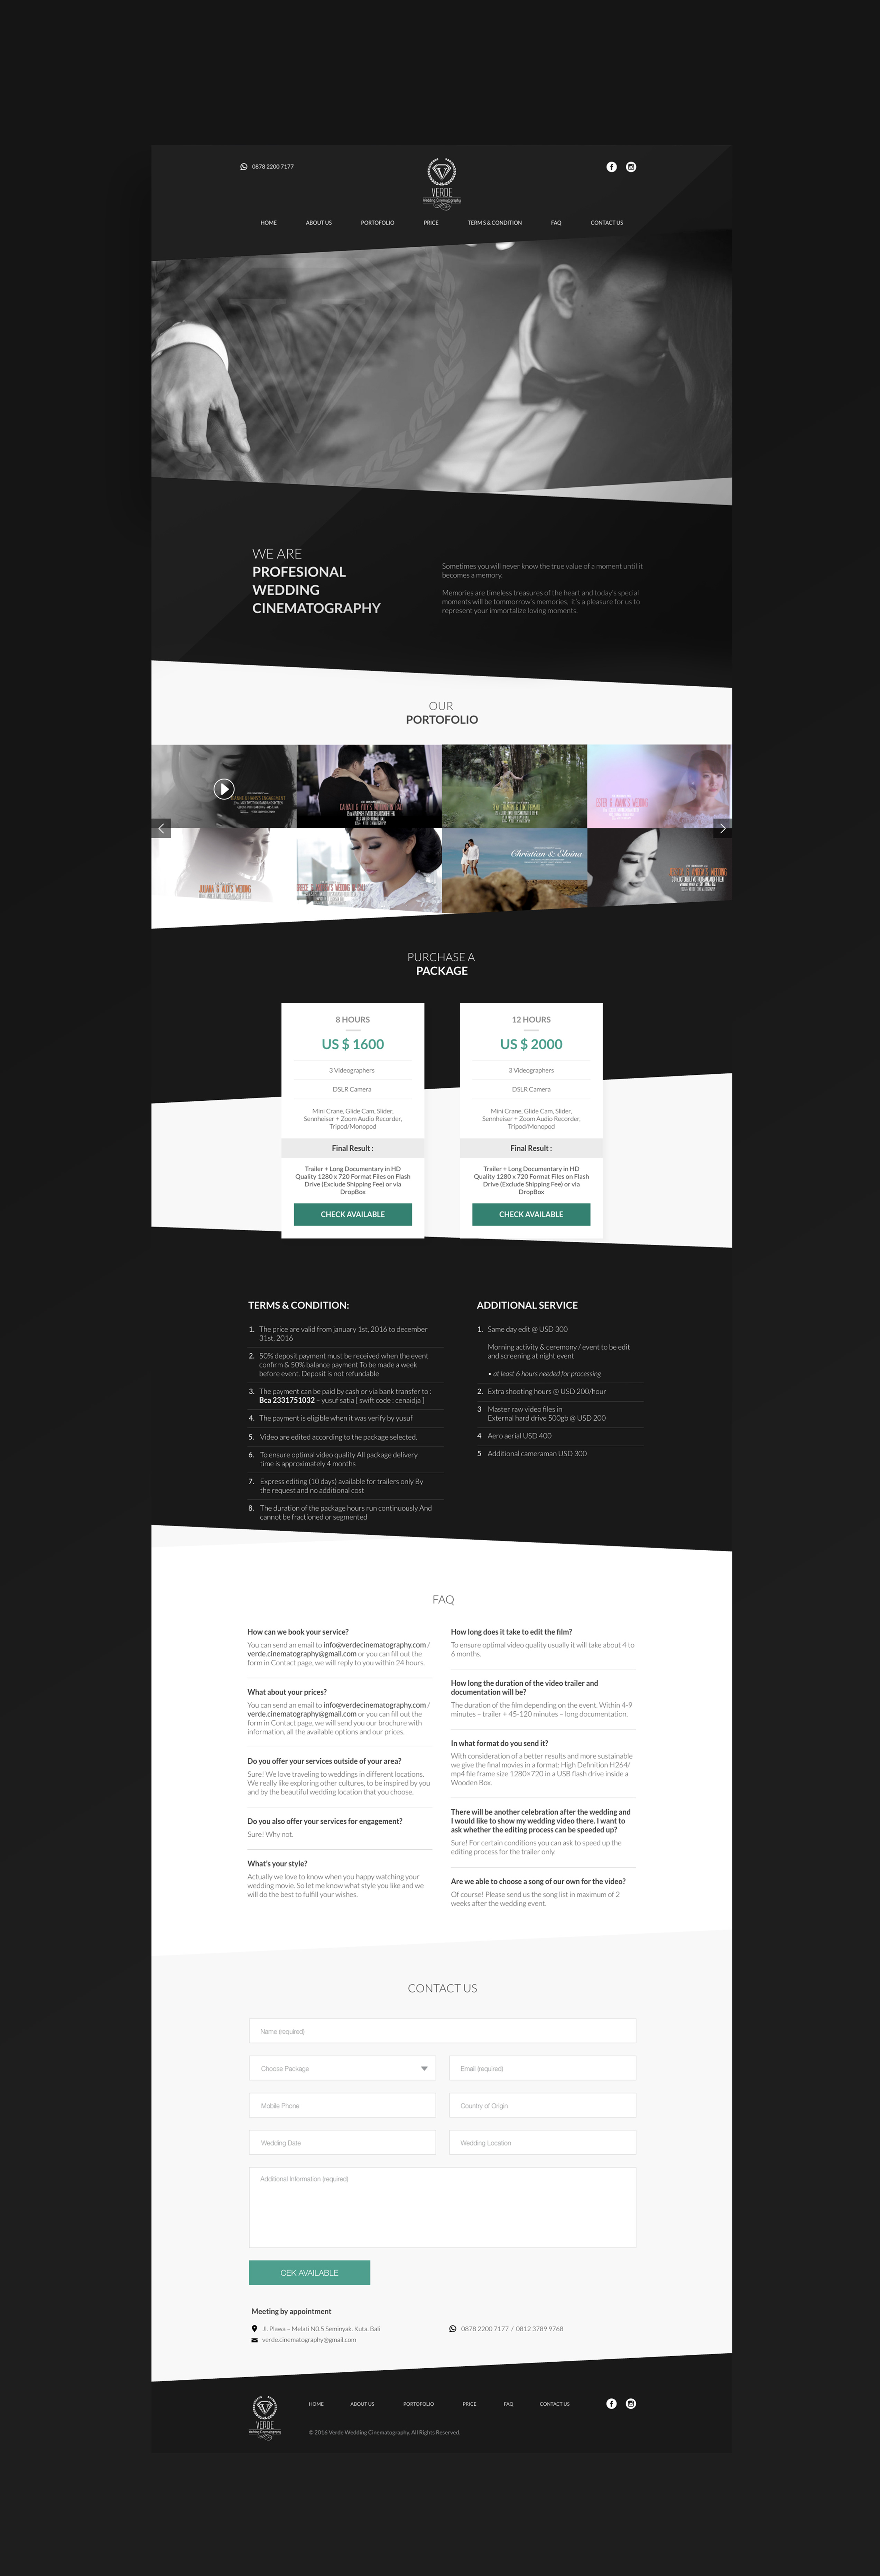 0878 2200 7177
VERDE
Wedding Cinematography
HOME ABOUT US PORTOFOLIO PRICE TERM S & CONDITION FAQ CONTACT US
WE ARE
PROFESIONAL
WEDDING
CINEMATOGRAPHY
Sometimes you will never know the true value of a moment until it
becomes a memory.
Memories are timeless treasures of the heart and today's special
moments will be tommorrow's memories, it's a pleasure for us to
represent your immortalize loving moments.
OUR
PORTOFOLIO
Christian & Elvina
PURCHASE A
PACKAGE
8 HOURS
US $ 1600
3 Videographers
DSLR Camera
Mini Crane, Glide Cam, Slider,
Sennheiser + Zoom Audio Recorder,
Tripod/Monopod
Final Result :
Trailer + Long Documentary in HD
Quality 1280 x 720 Format Files on Flash
Drive (Exclude Shipping Fee) or via
DropBox
CHECK AVAILABLE
12 HOURS
US $ 2000
3 Videographers
DSLR Camera
Mini Crane, Glide Cam, Slider,
Sennheiser + Zoom Audio Recorder,
Tripod/Monopod
Final Result :
Trailer + Long Documentary in HD
Quality 1280 x 720 Format Files on Flash
Drive (Exclude Shipping Fee) or via
DropBox
CHECK AVAILABLE
TERMS & CONDITION:
1. The price are valid from january 1st, 2016 to december
31st, 2016
2. 50% deposit payment must be received when the event
confirm & 50% balance payment To be made a week
before event. Deposit is not refundable
3. The payment can be paid by cash or via bank transfer to :
Bca 2331751032 – yusuf satia [ swift code : cenaidja ]
4. The payment is eligible when it was verify by yusuf
5. Video are edited according to the package selected.
6. To ensure optimal video quality All package delivery
time is approximately 4 months
7. Express editing (10 days) available for trailers only By
the request and no additional cost
8. The duration of the package hours run continuously And
cannot be fractioned or segmented
ADDITIONAL SERVICE
1. Same day edit @ USD 300
Morning activity & ceremony / event to be edit
and screening at night event
• at least 6 hours needed for processing
2. Extra shooting hours @ USD 200/hour
3 Master raw video files in
External hard drive 500gb @ USD 200
4 Aero aerial USD 400
5 Additional cameraman USD 300
FAQ
How can we book your service?
You can send an email to info@verdecinematography.com /
verde.cinematography@gmail.com or you can fill out the
form in Contact page, we will reply to you within 24 hours.
What about your prices?
You can send an email to info@verdecinematography.com /
verde.cinematography@gmail.com or you can fill out the
form in Contact page, we will send you our brochure with
information, all the available options and our prices.
Do you offer your services outside of your area?
Sure! We love traveling to weddings in different locations.
We really like exploring other cultures, to be inspired by you
and by the beautiful wedding location that you choose.
Do you also offer your services for engagement?
Sure! Why not.
What's your style?
Actually we love to know when you happy watching your
wedding movie. So let me know what style you like and we
will do the best to fulfill your wishes.
How long does it take to edit the film?
To ensure optimal video quality usually it will take about 4 to
6 months.
How long the duration of the video trailer and
documentation will be?
The duration of the film depending on the event. Within 4-9
minutes – trailer + 45-120 minutes – long documentation.
In what format do you send it?
With consideration of a better results and more sustainable
we give the final movies in a format: High Definition H264/
mp4 file frame size 1280×720 in a USB flash drive inside a
Wooden Box.
There will be another celebration after the wedding and
I would like to show my wedding video there. I want to
ask whether the editing process can be speeded up?
Sure! For certain conditions you can ask to speed up the
editing process for the trailer only.
Are we able to choose a song of our own for the video?
Of course! Please send us the song list in maximum of 2
weeks after the wedding event.
CONTACT US
Name (required)
Choose Package
Email (required)
Mobile Phone
Country of Origin
Wedding Date
Wedding Location
Additional Information (required)
CEK AVAILABLE
Meeting by appointment
Jl. Plawa – Melati N0.5 Seminyak, Kuta. Bali
0878 2200 7177 / 0812 3789 9768
verde.cinematography@gmail.com
VERDE
Wedding Cinematography
HOME ABOUT US PORTOFOLIO PRICE FAQ CONTACT US
© 2016 Verde Wedding Cinematography. All Rights Reserved.